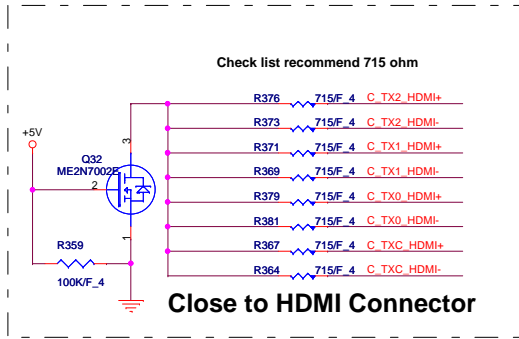 Check list recommend 715 ohm
R376 715/F_4 C_TX2_HDMI+
R373 715/F_4 C_TX2_HDMI-
R371 715/F_4 C_TX1_HDMI+
R369 715/F_4 C_TX1_HDMI-
R379 715/F_4 C_TX0_HDMI+
R381 715/F_4 C_TX0_HDMI-
R367 715/F_4 C_TXC_HDMI+
R364 715/F_4 C_TXC_HDMI-
+5V
3
Q32
ME2N7002E
2
1
R359
100K/F_4
Close to HDMI Connector